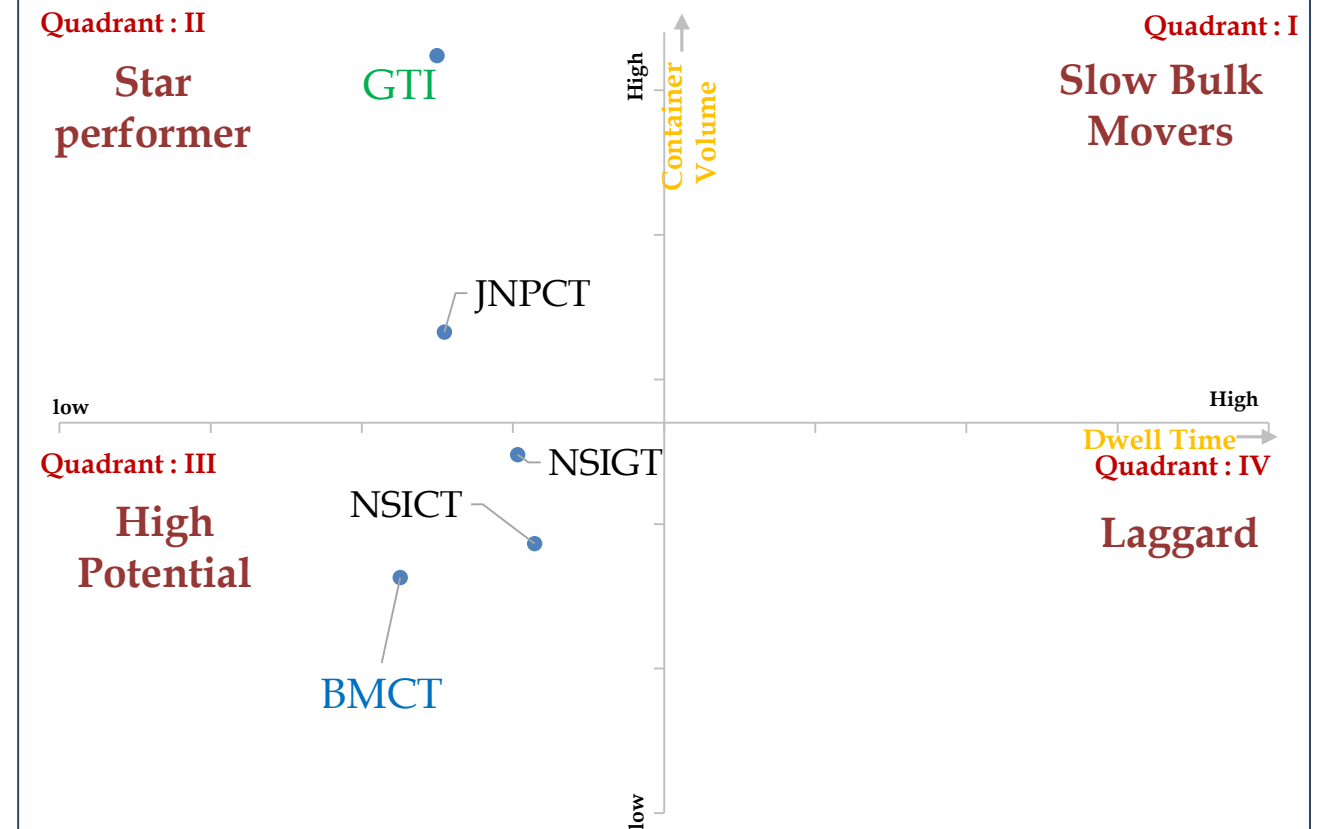 Quadrant : II
Quadrant : I
Star
performer
GTI
High
Container
Volume
Slow Bulk
Movers
JNPCT
low
High
Dwell Time
Quadrant : III
Quadrant : IV
NSIGT
High
Potential
NSICT
Laggard
BMCT
low